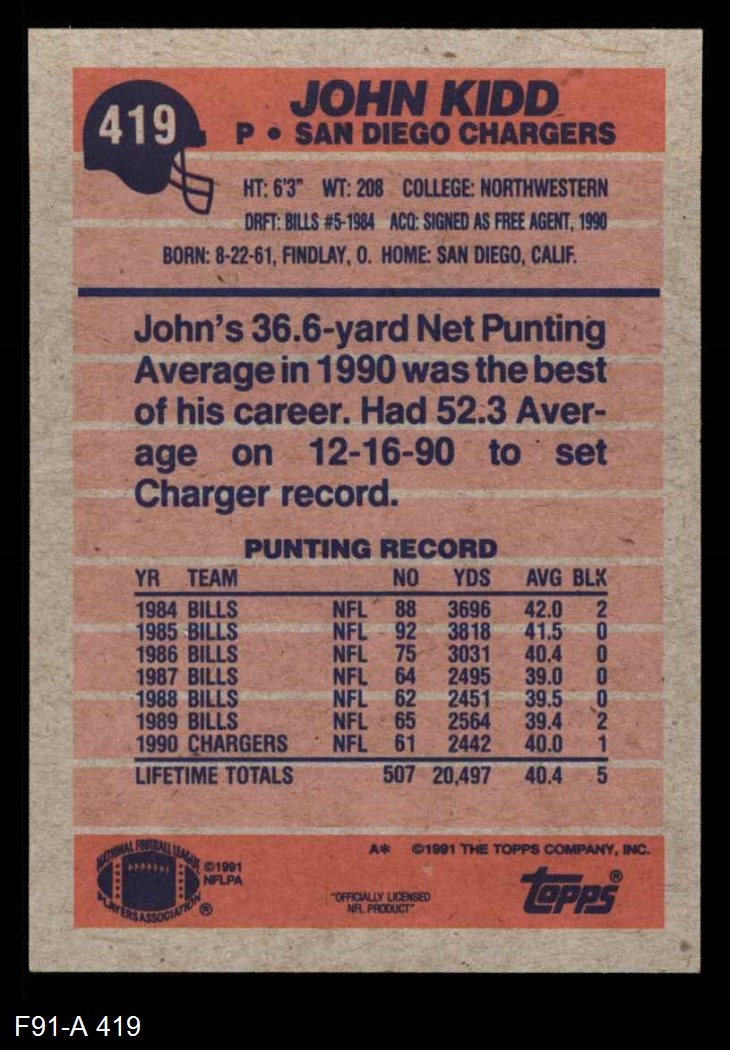 419
JOHN KIDD
P • SAN DIEGO CHARGERS
HT: 6'3" WT: 208 COLLEGE: NORTHWESTERN
DRFT: BILLS #5-1984 ACQ: SIGNED AS FREE AGENT, 1990
BORN: 8-22-61, FINDLAY, O. HOME: SAN DIEGO, CALIF.
John's 36.6-yard Net Punting
Average in 1990 was the best
of his career. Had 52.3 Aver-
age on 12-16-90 to set
Charger record.
PUNTING RECORD
YR TEAM NO YDS AVG BLK
1984 BILLS NFL 88 3696 42.0 2
1985 BILLS NFL 92 3818 41.5 0
1986 BILLS NFL 75 3031 40.4 0
1987 BILLS NFL 64 2495 39.0 0
1988 BILLS NFL 62 2451 39.5 0
1989 BILLS NFL 65 2564 39.4 2
1990 CHARGERS NFL 61 2442 40.0 1
LIFETIME TOTALS 507 20,497 40.4 5
A* ©1991 THE TOPPS COMPANY, INC.
NATIONAL FOOTBALL LEAGUE
PLAYERS ASSOCIATION ®
©1991
NFLPA
"OFFICIALLY LICENSED
NFL PRODUCT"
topps®
F91-A 419